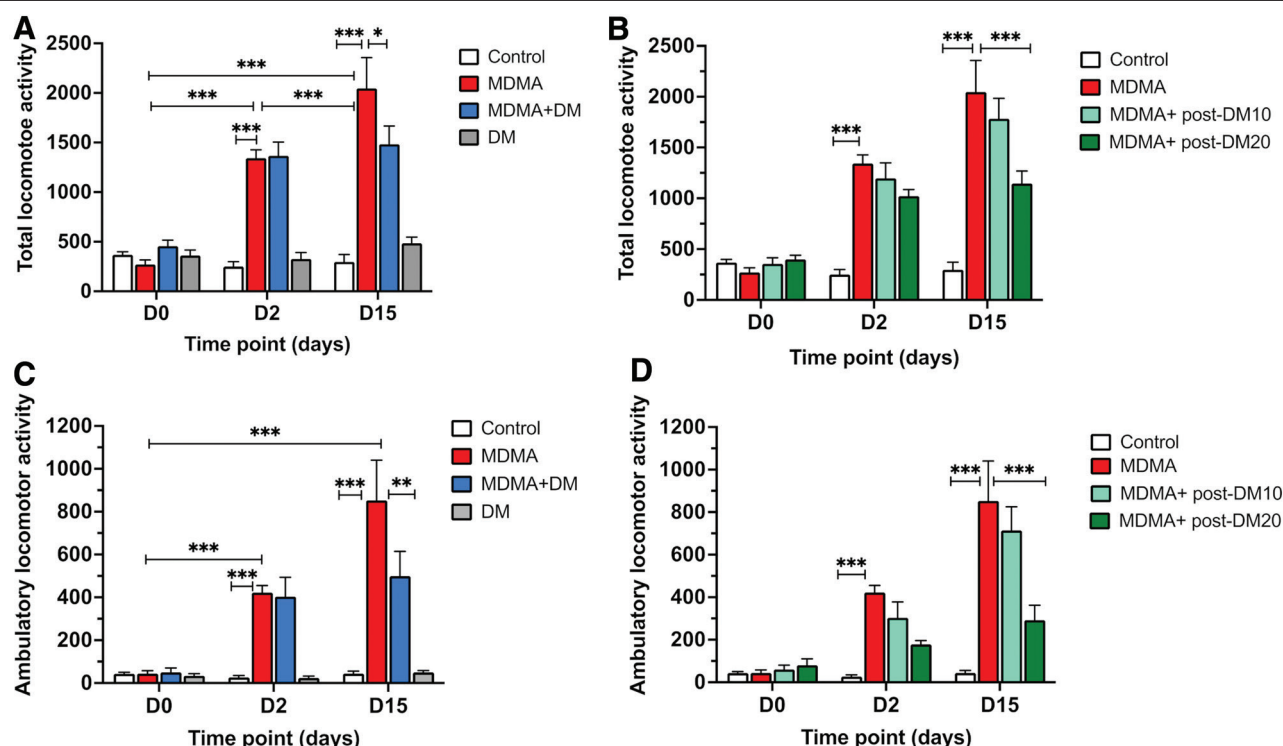 A
Total locomotoe activity
2500
2000
1500
1000
500
0
***
***
***
***
***
*
D0 D2 D15
Time point (days)
Control
MDMA
MDMA+DM
DM
B
Total locomotoe activity
2500
2000
1500
1000
500
0
***
***
***
D0 D2 D15
Time point (days)
Control
MDMA
MDMA+ post-DM10
MDMA+ post-DM20
C
Ambulatory locomotor activity
1200
1000
800
600
400
200
0
***
***
***
***
**
D0 D2 D15
Time point (days)
Control
MDMA
MDMA+DM
DM
D
Ambulatory locomotor activity
1200
1000
800
600
400
200
0
***
***
***
D0 D2 D15
Time point (days)
Control
MDMA
MDMA+ post-DM10
MDMA+ post-DM20